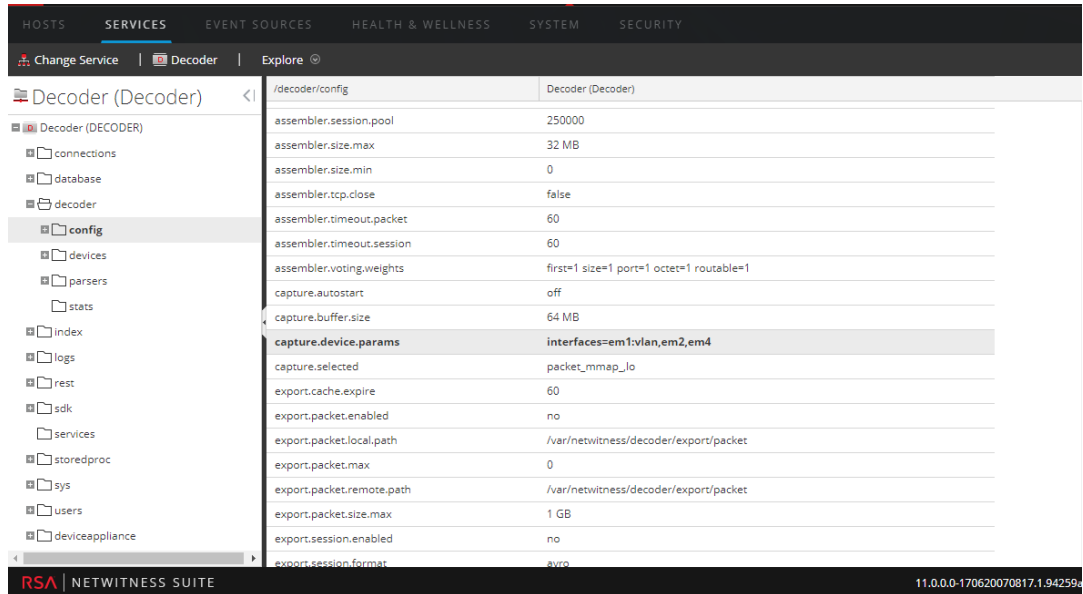 HOSTS SERVICES EVENT SOURCES HEALTH & WELLNESS SYSTEM SECURITY
Change Service | D Decoder | Explore
Decoder (Decoder)
D Decoder (DECODER)
connections
database
decoder
config
devices
parsers
stats
index
logs
rest
sdk
services
storedproc
sys
users
deviceappliance
/decoder/config Decoder (Decoder)
assembler.session.pool 250000
assembler.size.max 32 MB
assembler.size.min 0
assembler.tcp.close false
assembler.timeout.packet 60
assembler.timeout.session 60
assembler.voting.weights first=1 size=1 port=1 octet=1 routable=1
capture.autostart off
capture.buffer.size 64 MB
capture.device.params interfaces=em1:vlan,em2,em4
capture.selected packet_mmap_,lo
export.cache.expire 60
export.packet.enabled no
export.packet.local.path /var/netwitness/decoder/export/packet
export.packet.max 0
export.packet.remote.path /var/netwitness/decoder/export/packet
export.packet.size.max 1 GB
export.session.enabled no
export.session.format avro
RSA | NETWITNESS SUITE 11.0.0.0-170620070817.1.94259a